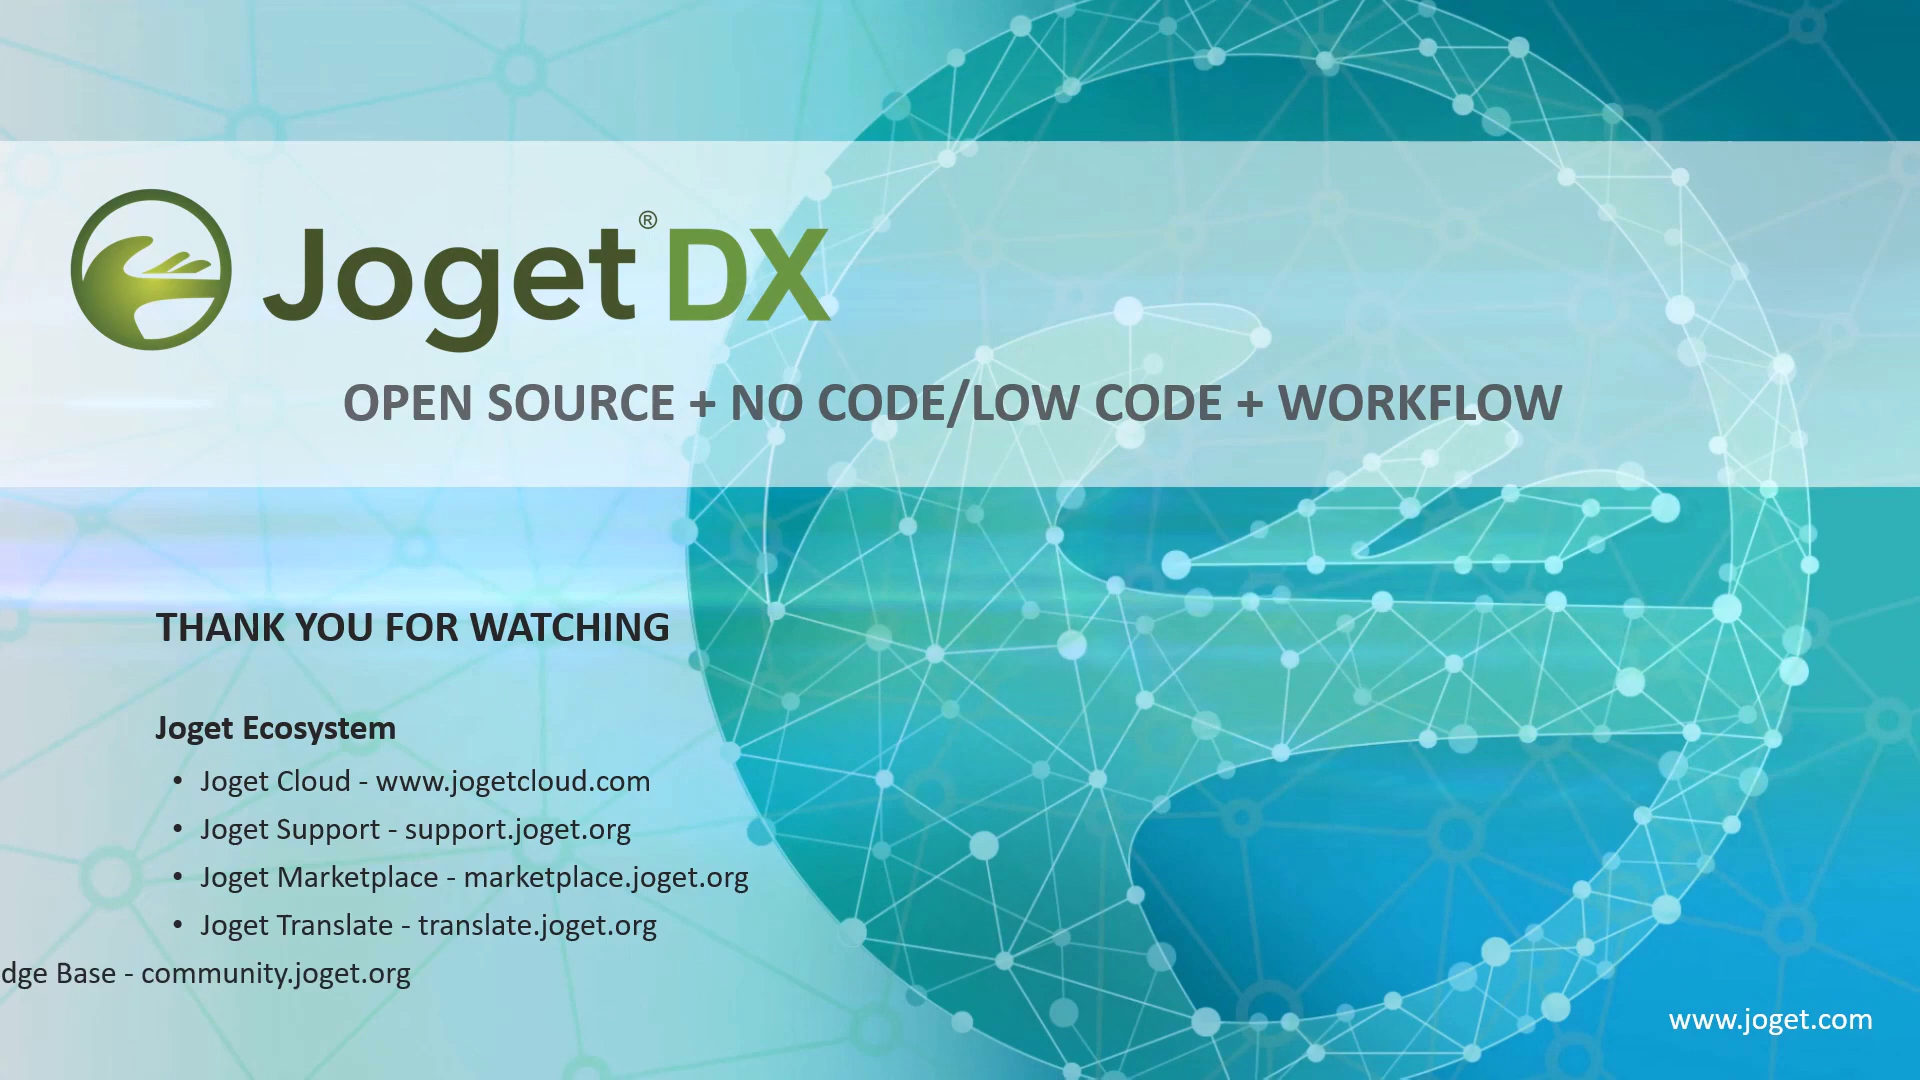 Joget® DX
OPEN SOURCE + NO CODE/LOW CODE + WORKFLOW
THANK YOU FOR WATCHING
Joget Ecosystem
• Joget Cloud - www.jogetcloud.com
• Joget Support - support.joget.org
• Joget Marketplace - marketplace.joget.org
• Joget Translate - translate.joget.org
dge Base - community.joget.org
www.joget.com